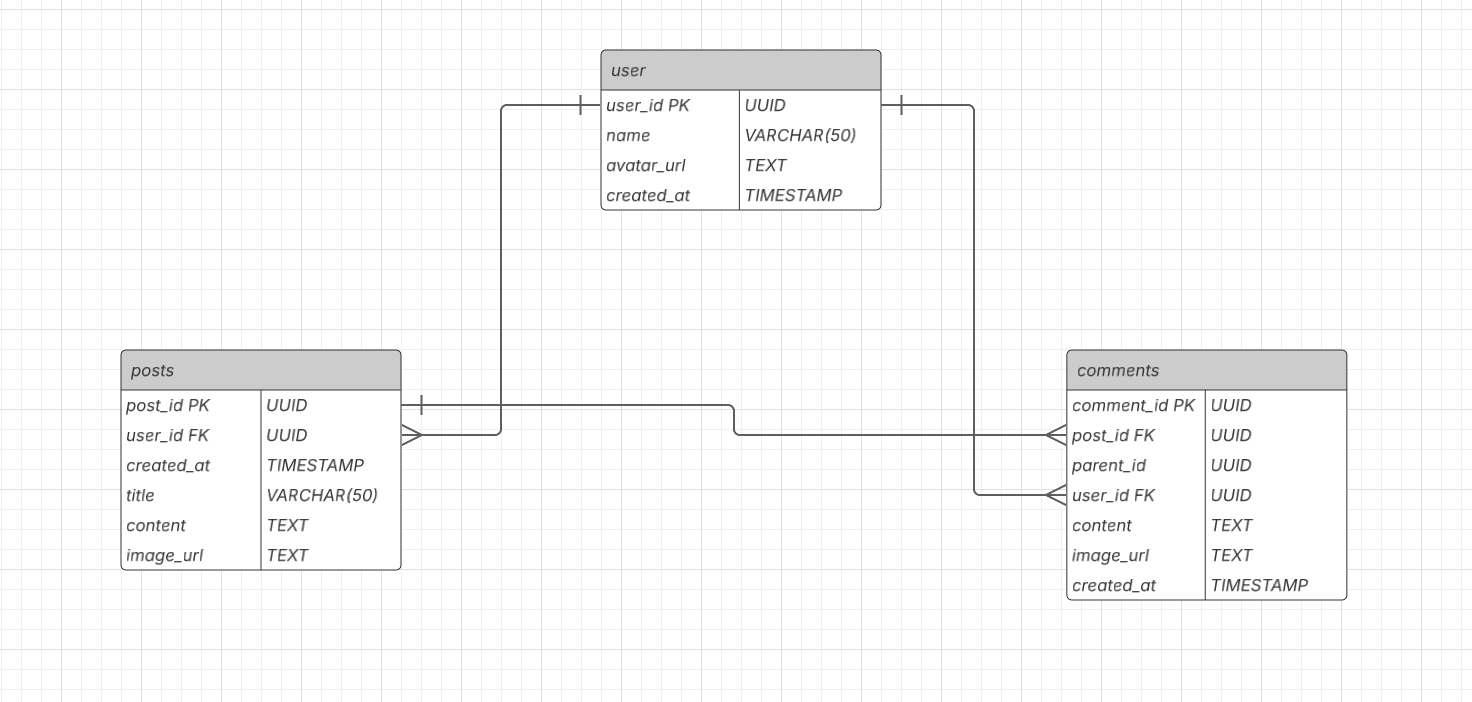 user
user_id PK UUID
name VARCHAR(50)
avatar_url TEXT
created_at TIMESTAMP
posts
post_id PK UUID
user_id FK UUID
created_at TIMESTAMP
title VARCHAR(50)
content TEXT
image_url TEXT
comments
comment_id PK UUID
post_id FK UUID
parent_id UUID
user_id FK UUID
content TEXT
image_url TEXT
created_at TIMESTAMP